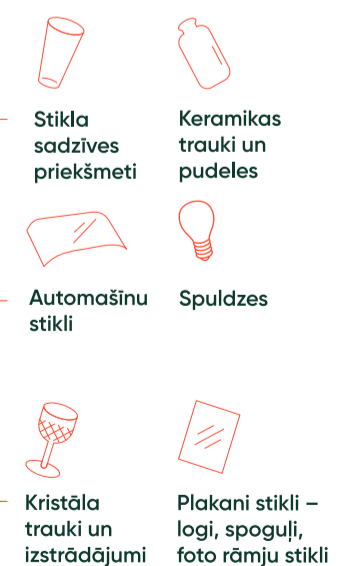 Stikla
sadzīves
priekšmeti
Keramikas
trauki un
pudeles
Automašīnu
stikli
Spuldzes
Kristāla
trauki un
izstrādājumi
Plakani stikli –
logi, spoguļi,
foto rāmju stikli